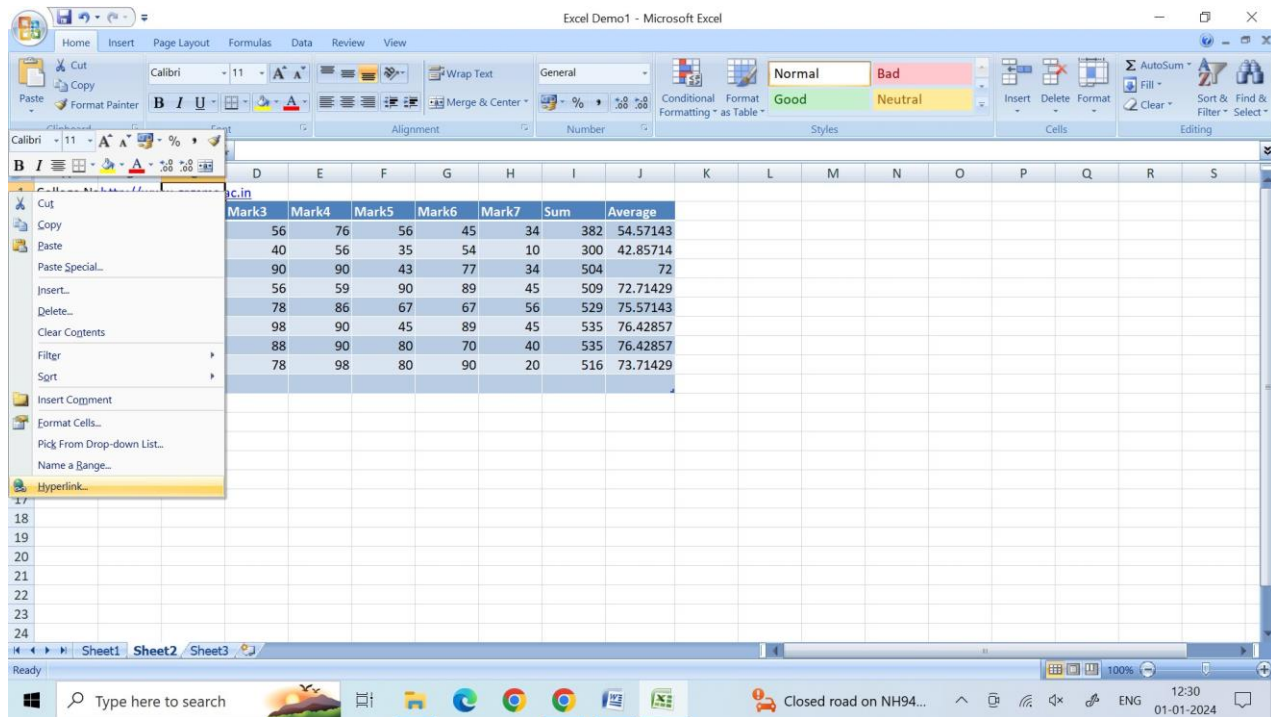 Excel Demo1 - Microsoft Excel
Home Insert Page Layout Formulas Data Review View
Paste
Cut
Copy
Format Painter
Calibri 11 A A
B I U A
Wrap Text
Merge & Center
General
% ,
Conditional Formatting
Format as Table
Normal Bad
Good Neutral
Insert Delete Format
Σ AutoSum
Fill
Clear
Sort & Filter
Find & Select
Alignment Number Styles Cells Editing
Calibri 11 A A % ,
B I A
D E F G H I J K L M N O P Q R S
ac.in
Mark3 Mark4 Mark5 Mark6 Mark7 Sum Average
56 76 56 45 34 382 54.57143
40 56 35 54 10 300 42.85714
90 90 43 77 34 504 72
56 59 90 89 45 509 72.71429
78 86 67 67 56 529 75.57143
98 90 45 89 45 535 76.42857
88 90 80 70 40 535 76.42857
78 98 80 90 20 516 73.71429
Cut
Copy
Paste
Paste Special...
Insert...
Delete...
Clear Contents
Filter
Sort
Insert Comment
Format Cells...
Pick From Drop-down List...
Name a Range...
Hyperlink...
17
18
19
20
21
22
23
24
Sheet1 Sheet2 Sheet3
Ready 100%
Type here to search Closed road on NH94... ENG 12:30
01-01-2024